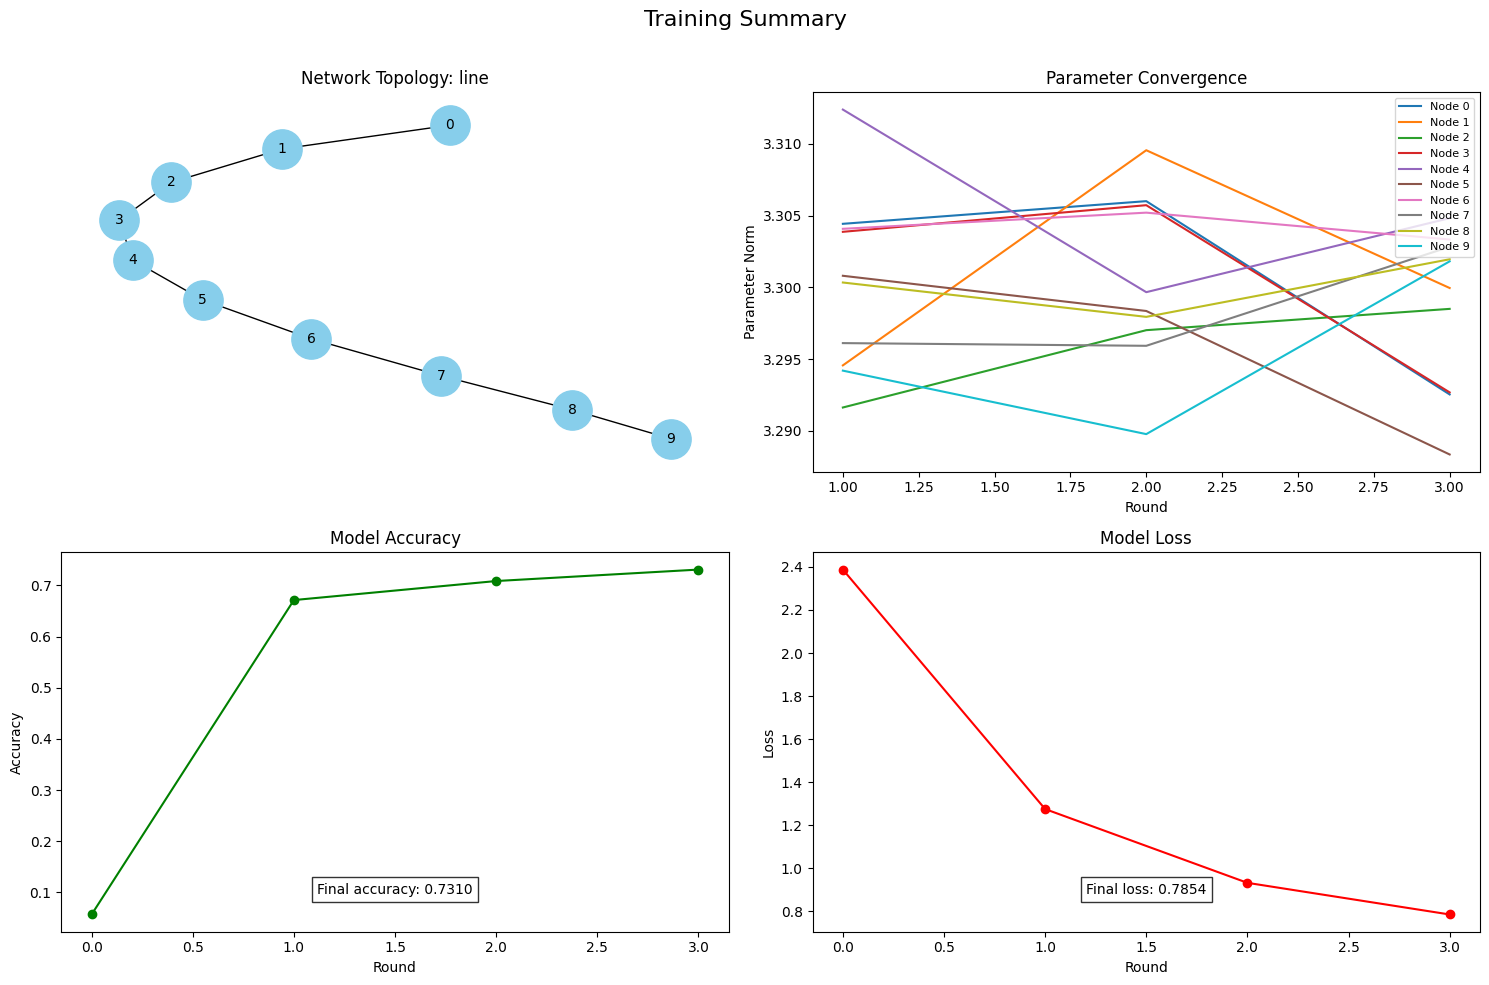 Training Summary
Network Topology: line
0
1
2
3
4
5
6
7
8
9
Parameter Convergence
Parameter Norm
3.310
3.305
3.300
3.295
3.290
Node 0
Node 1
Node 2
Node 3
Node 4
Node 5
Node 6
Node 7
Node 8
Node 9
1.00 1.25 1.50 1.75 2.00 2.25 2.50 2.75 3.00
Round
Model Accuracy
Accuracy
0.7
0.6
0.5
0.4
0.3
0.2
0.1
Final accuracy: 0.7310
0.0 0.5 1.0 1.5 2.0 2.5 3.0
Round
Model Loss
Loss
2.4
2.2
2.0
1.8
1.6
1.4
1.2
1.0
0.8
Final loss: 0.7854
0.0 0.5 1.0 1.5 2.0 2.5 3.0
Round